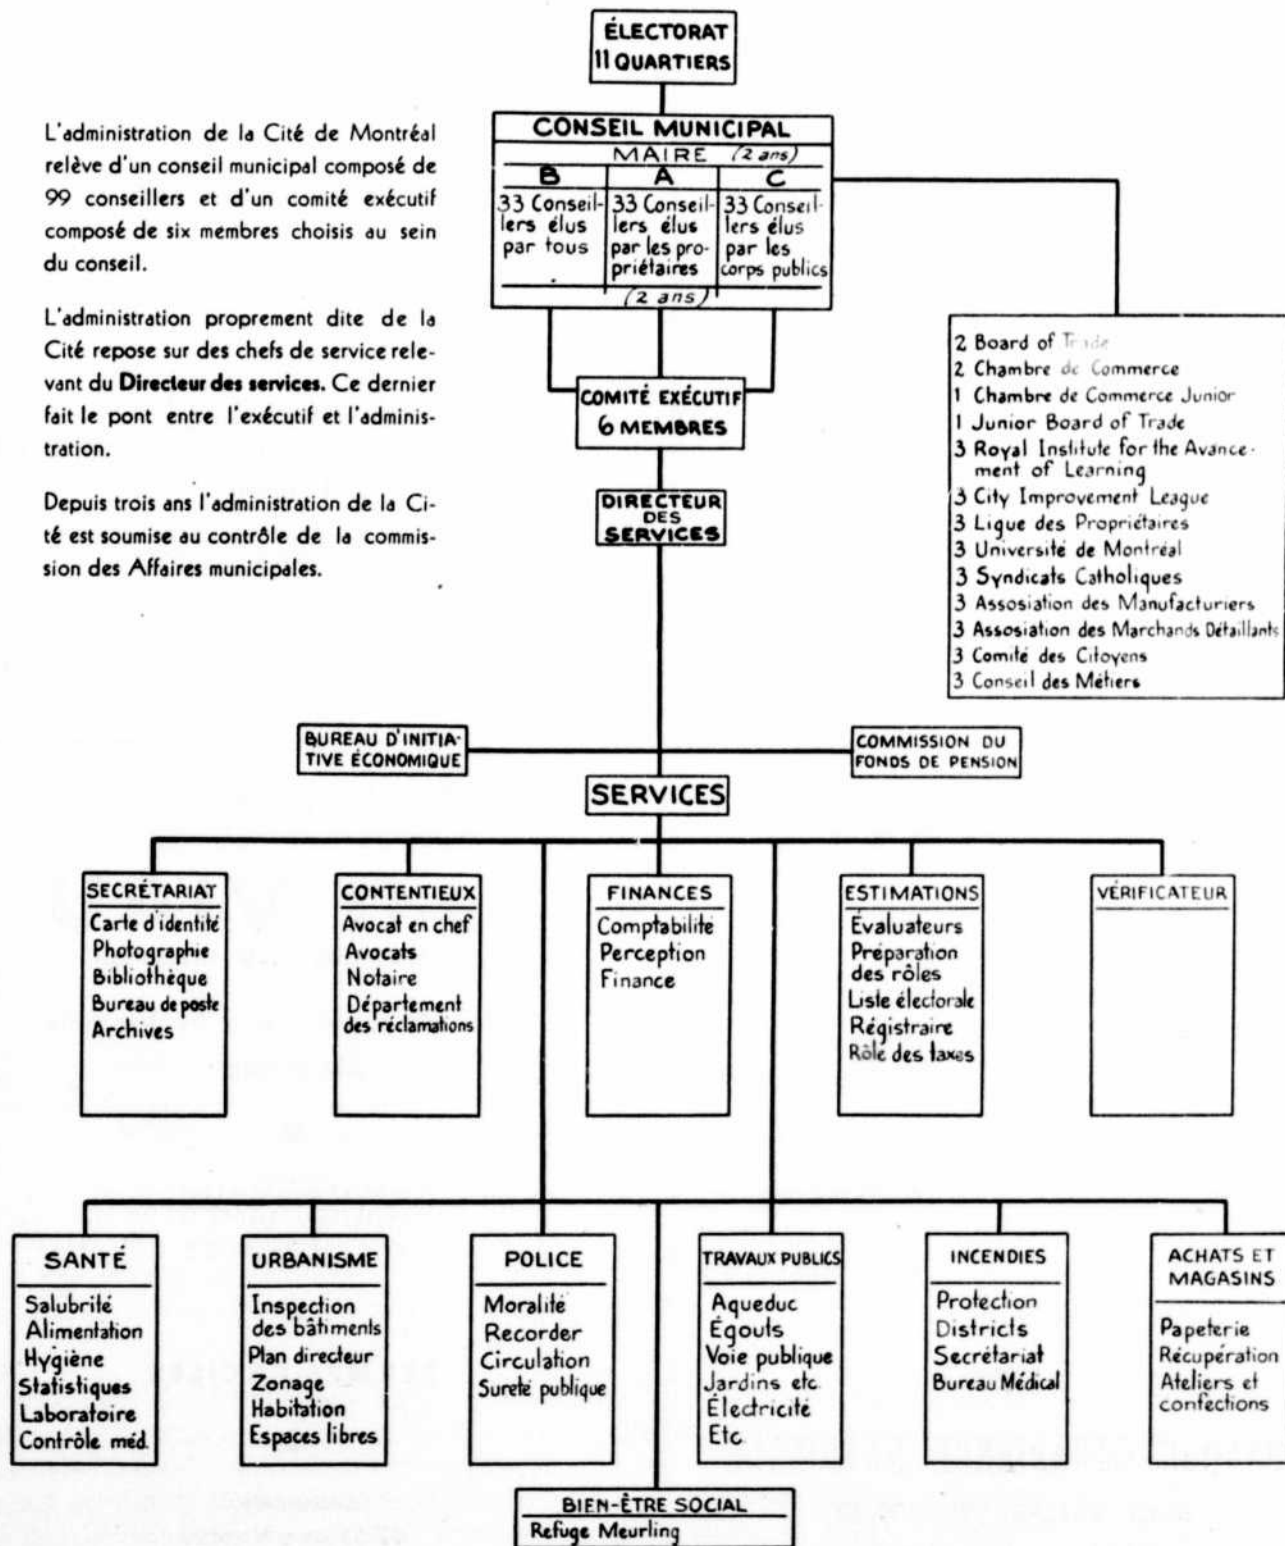 ÉLECTORAT
11 QUARTIERS
L'administration de la Cité de Montréal
relève d'un conseil municipal composé de
99 conseillers et d'un comité exécutif
composé de six membres choisis au sein
du conseil.
L'administration proprement dite de la
Cité repose sur des chefs de service rele-
vant du Directeur des services. Ce dernier
fait le pont entre l'exécutif et l'adminis-
tration.
Depuis trois ans l'administration de la Ci-
té est soumise au contrôle de la commis-
sion des Affaires municipales.
CONSEIL MUNICIPAL
MAIRE (2 ans)
B
33 Conseil-
lers élus
par tous
A
33 Conseil-
lers élus
par les pro-
priétaires
C
33 Conseil-
lers élus
par les
corps publics
(2 ans)
2 Board of Trade
2 Chambre de Commerce
1 Chambre de Commerce Junior
1 Junior Board of Trade
3 Royal Institute for the Avance-
ment of Learning
3 City Improvement League
3 Ligue des Propriétaires
3 Université de Montréal
3 Syndicats Catholiques
3 Assosiation des Manufacturiers
3 Assosiation des Marchands Détaillants
3 Comité des Citoyens
3 Conseil des Métiers
COMITÉ EXÉCUTIF
6 MEMBRES
DIRECTEUR
DES
SERVICES
BUREAU D'INITIA-
TIVE ÉCONOMIQUE
COMMISSION DU
FONDS DE PENSION
SERVICES
SECRÉTARIAT
Carte d'identité
Photographie
Bibliothèque
Bureau de poste
Archives
CONTENTIEUX
Avocat en chef
Avocats
Notaire
Département
des réclamations
FINANCES
Comptabilité
Perception
Finance
ESTIMATIONS
Évaluateurs
Préparation
des rôles
Liste électorale
Régistraire
Rôle des taxes
VÉRIFICATEUR
SANTÉ
Salubrité
Alimentation
Hygiène
Statistiques
Laboratoire
Contrôle méd.
URBANISME
Inspection
des bâtiments
Plan directeur
Zonage
Habitation
Espaces libres
POLICE
Moralité
Recorder
Circulation
Sureté publique
TRAVAUX PUBLICS
Aqueduc
Égouts
Voie publique
Jardins etc.
Électricité
Etc.
INCENDIES
Protection
Districts
Secrétariat
Bureau Médical
ACHATS ET
MAGASINS
Papeterie
Récupération
Ateliers et
confections
BIEN-ÊTRE SOCIAL
Refuge Meurling